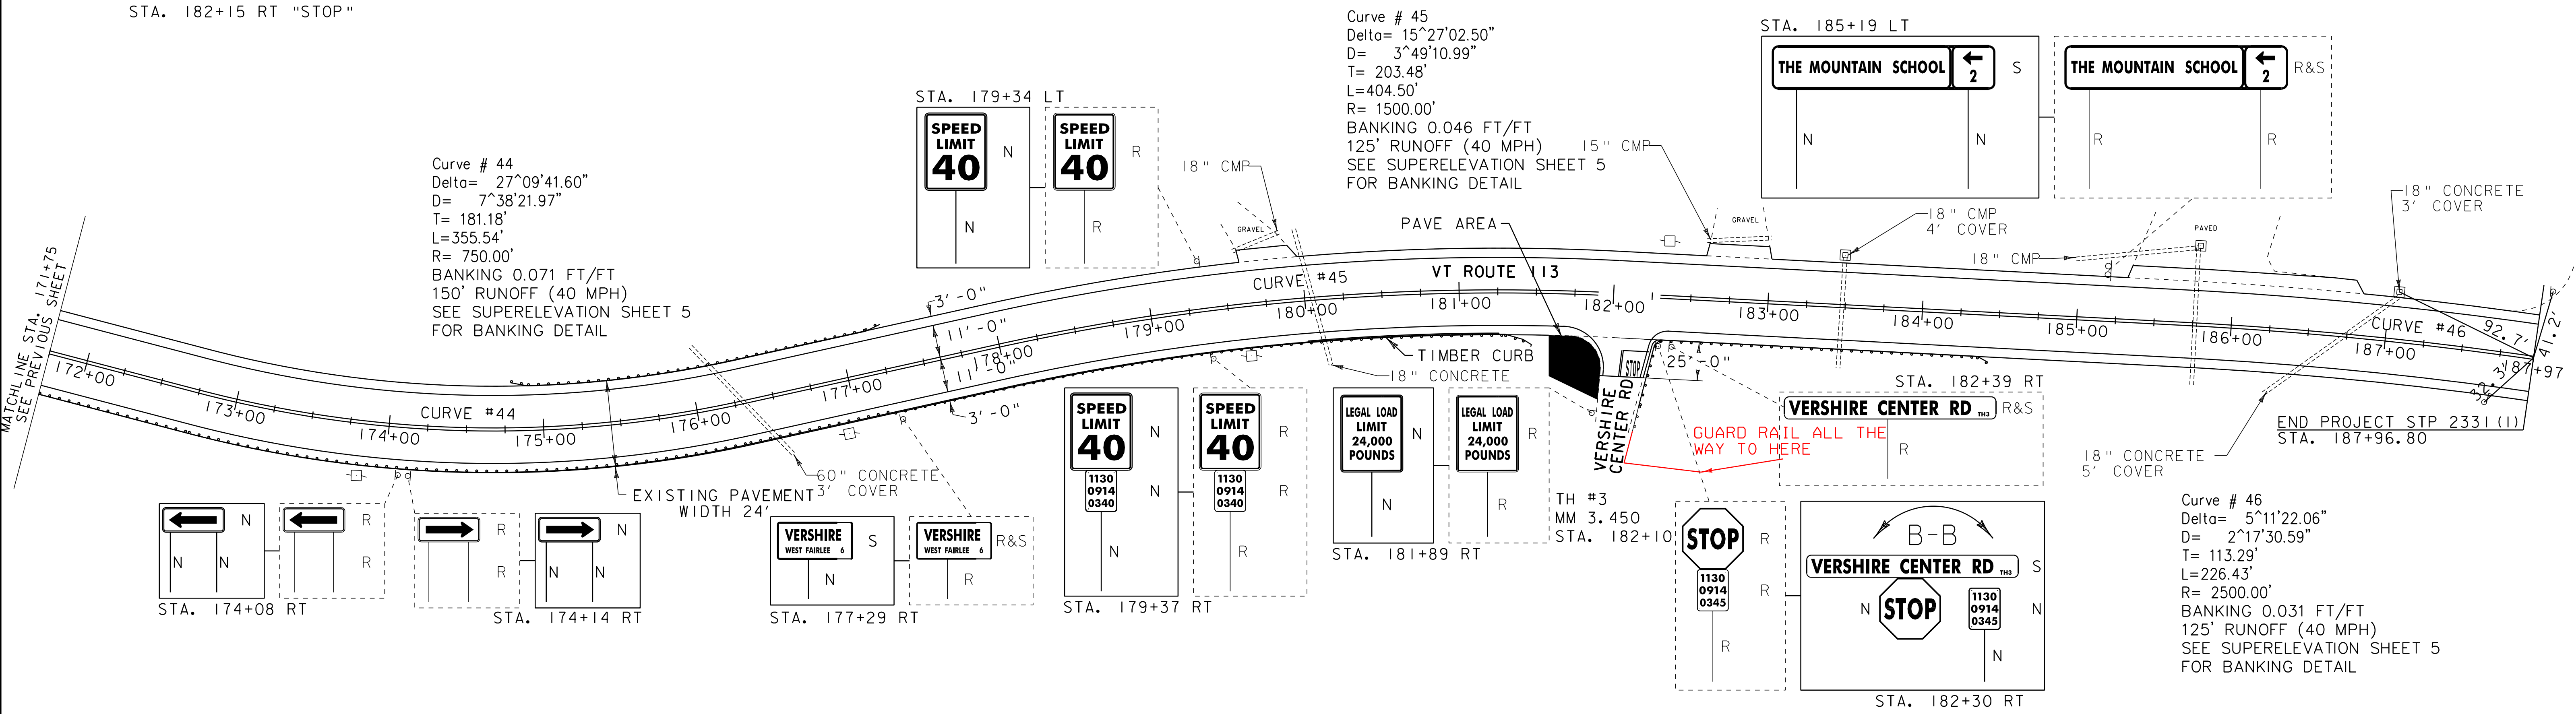 STA. 182+15 RT "STOP"
MATCHLINE STA. 171+75
SEE PREVIOUS SHEET
Curve # 44
Delta= 27^09'41.60"
D= 7^38'21.97"
T= 181.18'
L=355.54'
R= 750.00'
BANKING 0.071 FT/FT
150' RUNOFF (40 MPH)
SEE SUPERELEVATION SHEET 5
FOR BANKING DETAIL
STA. 179+34 LT
SPEED
LIMIT
40
N
N
SPEED
LIMIT
40
R
R
Curve # 45
Delta= 15^27'02.50"
D= 3^49'10.99"
T= 203.48'
L=404.50'
R= 1500.00'
BANKING 0.046 FT/FT
125' RUNOFF (40 MPH)
SEE SUPERELEVATION SHEET 5
FOR BANKING DETAIL
STA. 185+19 LT
THE MOUNTAIN SCHOOL
2
S
N
N
THE MOUNTAIN SCHOOL
2
R&S
R
R
18" CMP
GRAVEL
15" CMP
GRAVEL
PAVE AREA
18" CMP
4' COVER
18" CMP
PAVED
18" CONCRETE
3' COVER
172+00
173+00
174+00
CURVE #44
175+00
176+00
177+00
178+00
179+00
CURVE #45
180+00
VT ROUTE 113
181+00
182+00
183+00
184+00
185+00
186+00
CURVE #46
187+00
187+97
92.7'
41.2'
32.3'
3'-0"
11'-0"
11'-0"
3'-0"
TIMBER CURB
18" CONCRETE
60" CONCRETE
3' COVER
EXISTING PAVEMENT
WIDTH 24'
STOP
25'-0"
VERSHIRE
CENTER RD
GUARD RAIL ALL THE
WAY TO HERE
STA. 182+39 RT
VERSHIRE CENTER RD TH3
R&S
R
END PROJECT STP 2331(1)
STA. 187+96.80
18" CONCRETE
5' COVER
N
N
N
STA. 174+08 RT
R
R
R
R
N
N
N
STA. 174+14 RT
VERSHIRE
WEST FAIRLEE 6
S
N
STA. 177+29 RT
VERSHIRE
WEST FAIRLEE 6
R&S
R
SPEED
LIMIT
40
1130
0914
0340
N
N
N
STA. 179+37 RT
SPEED
LIMIT
40
1130
0914
0340
R
R
R
LEGAL LOAD
LIMIT
24,000
POUNDS
N
N
STA. 181+89 RT
LEGAL LOAD
LIMIT
24,000
POUNDS
R
R
TH #3
MM 3.450
STA. 182+10
STOP
1130
0914
0345
R
R
R
B-B
VERSHIRE CENTER RD TH3
S
N
STOP
1130
0914
0345
N
N
STA. 182+30 RT
Curve # 46
Delta= 5^11'22.06"
D= 2^17'30.59"
T= 113.29'
L=226.43'
R= 2500.00'
BANKING 0.031 FT/FT
125' RUNOFF (40 MPH)
SEE SUPERELEVATION SHEET 5
FOR BANKING DETAIL